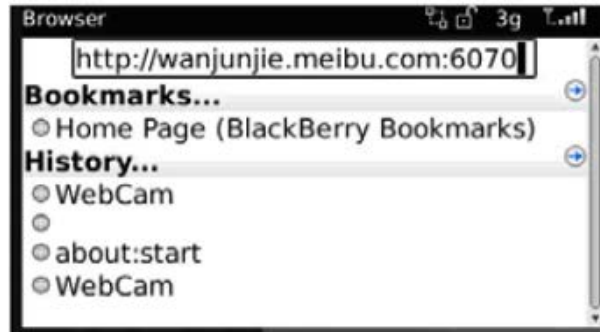 Browser 3g
http://wanjunjie.meibu.com:6070
Bookmarks...
Home Page (BlackBerry Bookmarks)
History...
WebCam
about:start
WebCam